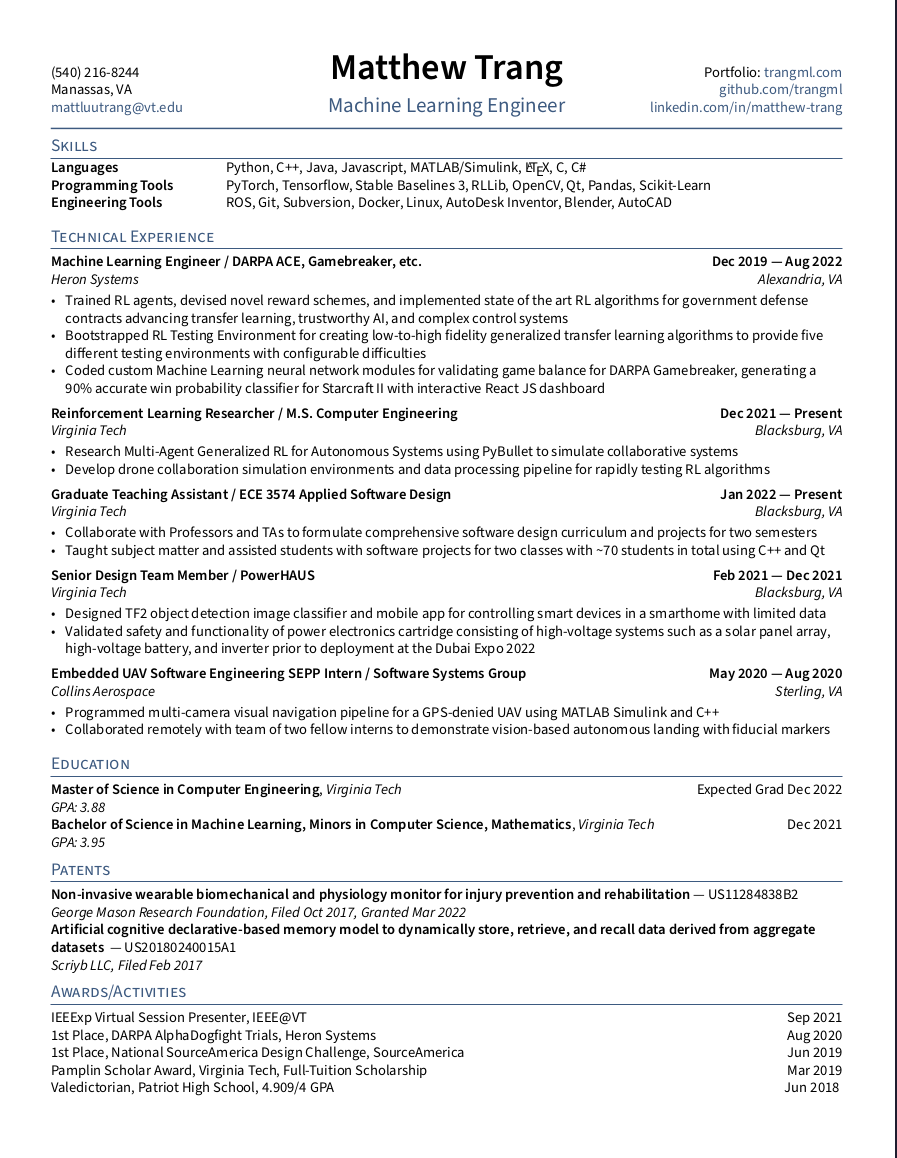 Matthew Trang
Machine Learning Engineer
(540) 216-8244
Manassas, VA
mattluutrang@vt.edu
Portfolio: trangml.com
github.com/trangml
linkedin.com/in/matthew-trang
Skills
Languages Python, C++, Java, Javascript, MATLAB/Simulink, LATEX, C, C#
Programming Tools PyTorch, Tensorflow, Stable Baselines 3, RLLib, OpenCV, Qt, Pandas, Scikit-Learn
Engineering Tools ROS, Git, Subversion, Docker, Linux, AutoDesk Inventor, Blender, AutoCAD
Technical Experience
Machine Learning Engineer / DARPA ACE, Gamebreaker, etc. Dec 2019 — Aug 2022
Heron Systems Alexandria, VA
• Trained RL agents, devised novel reward schemes, and implemented state of the art RL algorithms for government defense
contracts advancing transfer learning, trustworthy AI, and complex control systems
• Bootstrapped RL Testing Environment for creating low-to-high fidelity generalized transfer learning algorithms to provide five
different testing environments with configurable difficulties
• Coded custom Machine Learning neural network modules for validating game balance for DARPA Gamebreaker, generating a
90% accurate win probability classifier for Starcraft II with interactive React JS dashboard
Reinforcement Learning Researcher / M.S. Computer Engineering Dec 2021 — Present
Virginia Tech Blacksburg, VA
• Research Multi-Agent Generalized RL for Autonomous Systems using PyBullet to simulate collaborative systems
• Develop drone collaboration simulation environments and data processing pipeline for rapidly testing RL algorithms
Graduate Teaching Assistant / ECE 3574 Applied Software Design Jan 2022 — Present
Virginia Tech Blacksburg, VA
• Collaborate with Professors and TAs to formulate comprehensive software design curriculum and projects for two semesters
• Taught subject matter and assisted students with software projects for two classes with ~70 students in total using C++ and Qt
Senior Design Team Member / PowerHAUS Feb 2021 — Dec 2021
Virginia Tech Blacksburg, VA
• Designed TF2 object detection image classifier and mobile app for controlling smart devices in a smarthome with limited data
• Validated safety and functionality of power electronics cartridge consisting of high-voltage systems such as a solar panel array,
high-voltage battery, and inverter prior to deployment at the Dubai Expo 2022
Embedded UAV Software Engineering SEPP Intern / Software Systems Group May 2020 — Aug 2020
Collins Aerospace Sterling, VA
• Programmed multi-camera visual navigation pipeline for a GPS-denied UAV using MATLAB Simulink and C++
• Collaborated remotely with team of two fellow interns to demonstrate vision-based autonomous landing with fiducial markers
Education
Master of Science in Computer Engineering, Virginia Tech Expected Grad Dec 2022
GPA: 3.88
Bachelor of Science in Machine Learning, Minors in Computer Science, Mathematics, Virginia Tech Dec 2021
GPA: 3.95
Patents
Non-invasive wearable biomechanical and physiology monitor for injury prevention and rehabilitation — US11284838B2
George Mason Research Foundation, Filed Oct 2017, Granted Mar 2022
Artificial cognitive declarative-based memory model to dynamically store, retrieve, and recall data derived from aggregate
datasets — US20180240015A1
Scriyb LLC, Filed Feb 2017
Awards/Activities
IEEExp Virtual Session Presenter, IEEE@VT Sep 2021
1st Place, DARPA AlphaDogfight Trials, Heron Systems Aug 2020
1st Place, National SourceAmerica Design Challenge, SourceAmerica Jun 2019
Pamplin Scholar Award, Virginia Tech, Full-Tuition Scholarship Mar 2019
Valedictorian, Patriot High School, 4.909/4 GPA Jun 2018